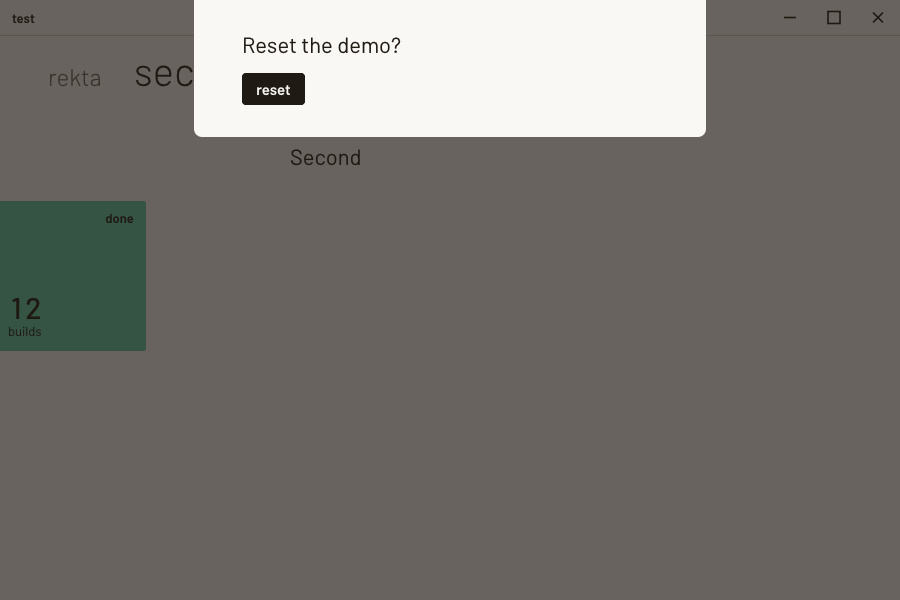 test
Reset the demo?
rekta sec
reset
Second
done
12
builds